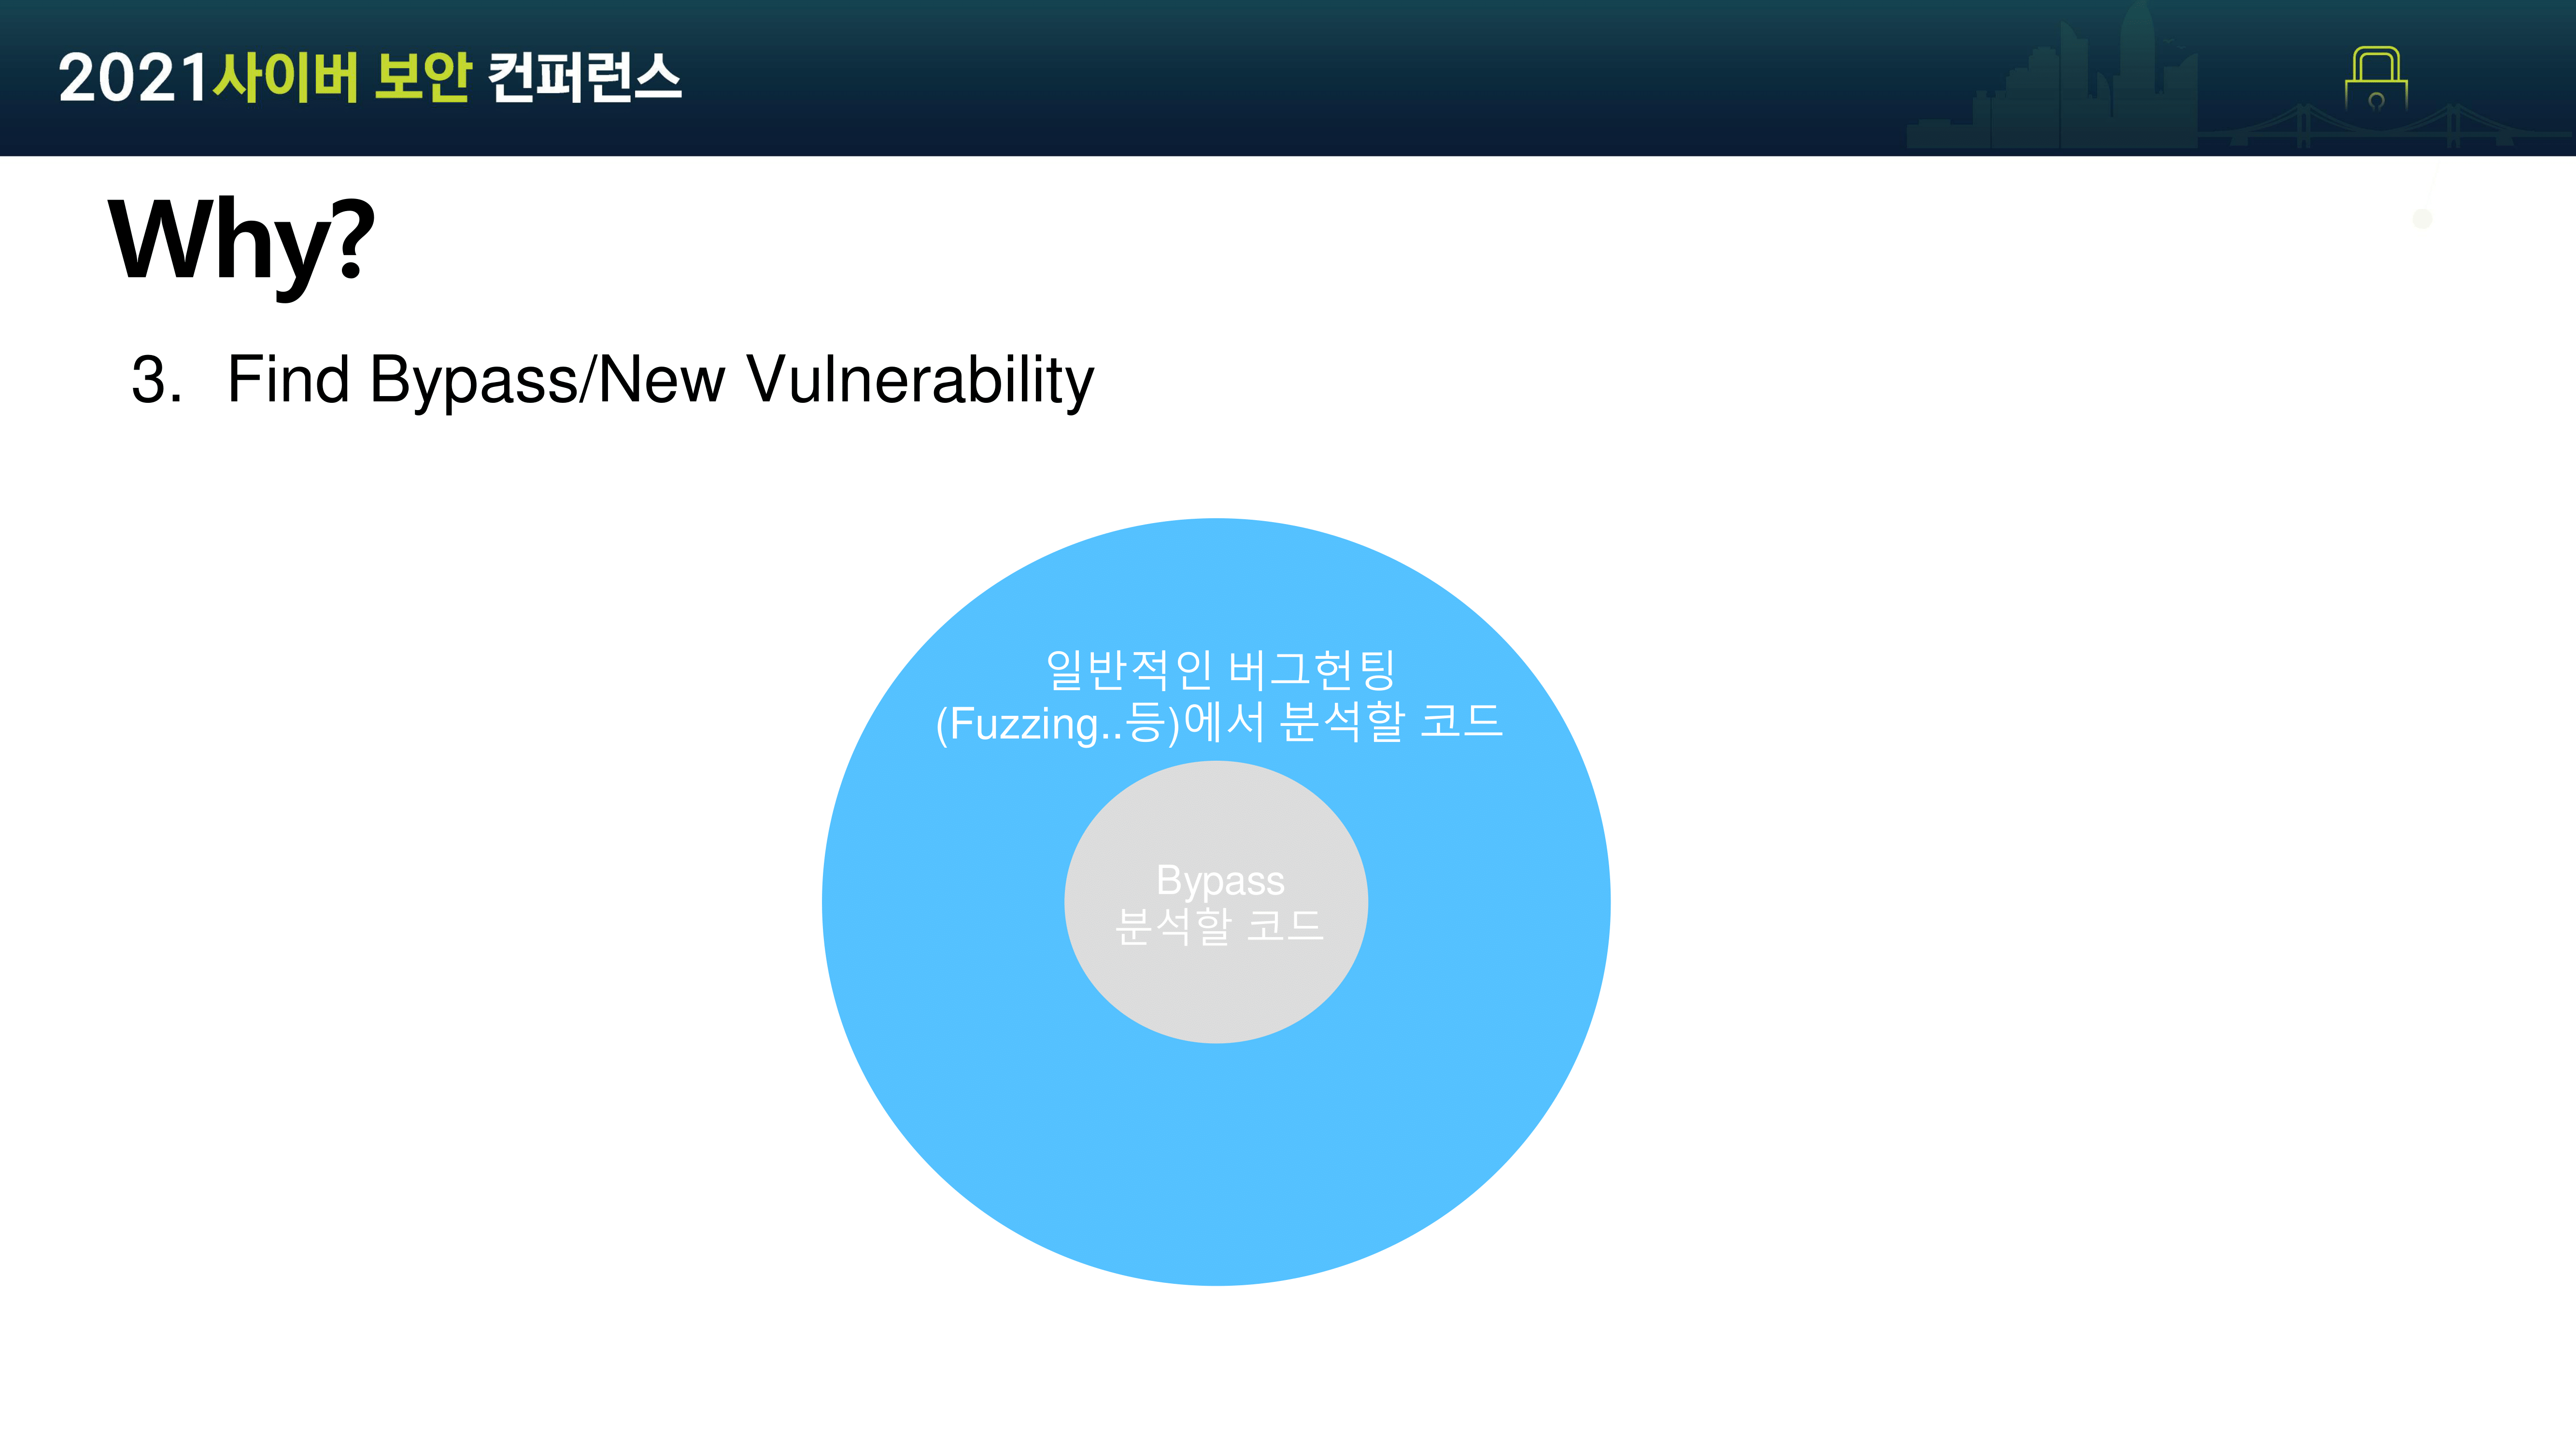 2021사이버 보안 컨퍼런스
Why?
3. Find Bypass/New Vulnerability
일반적인 버그헌팅
(Fuzzing..등)에서 분석할 코드
Bypass
분석할 코드